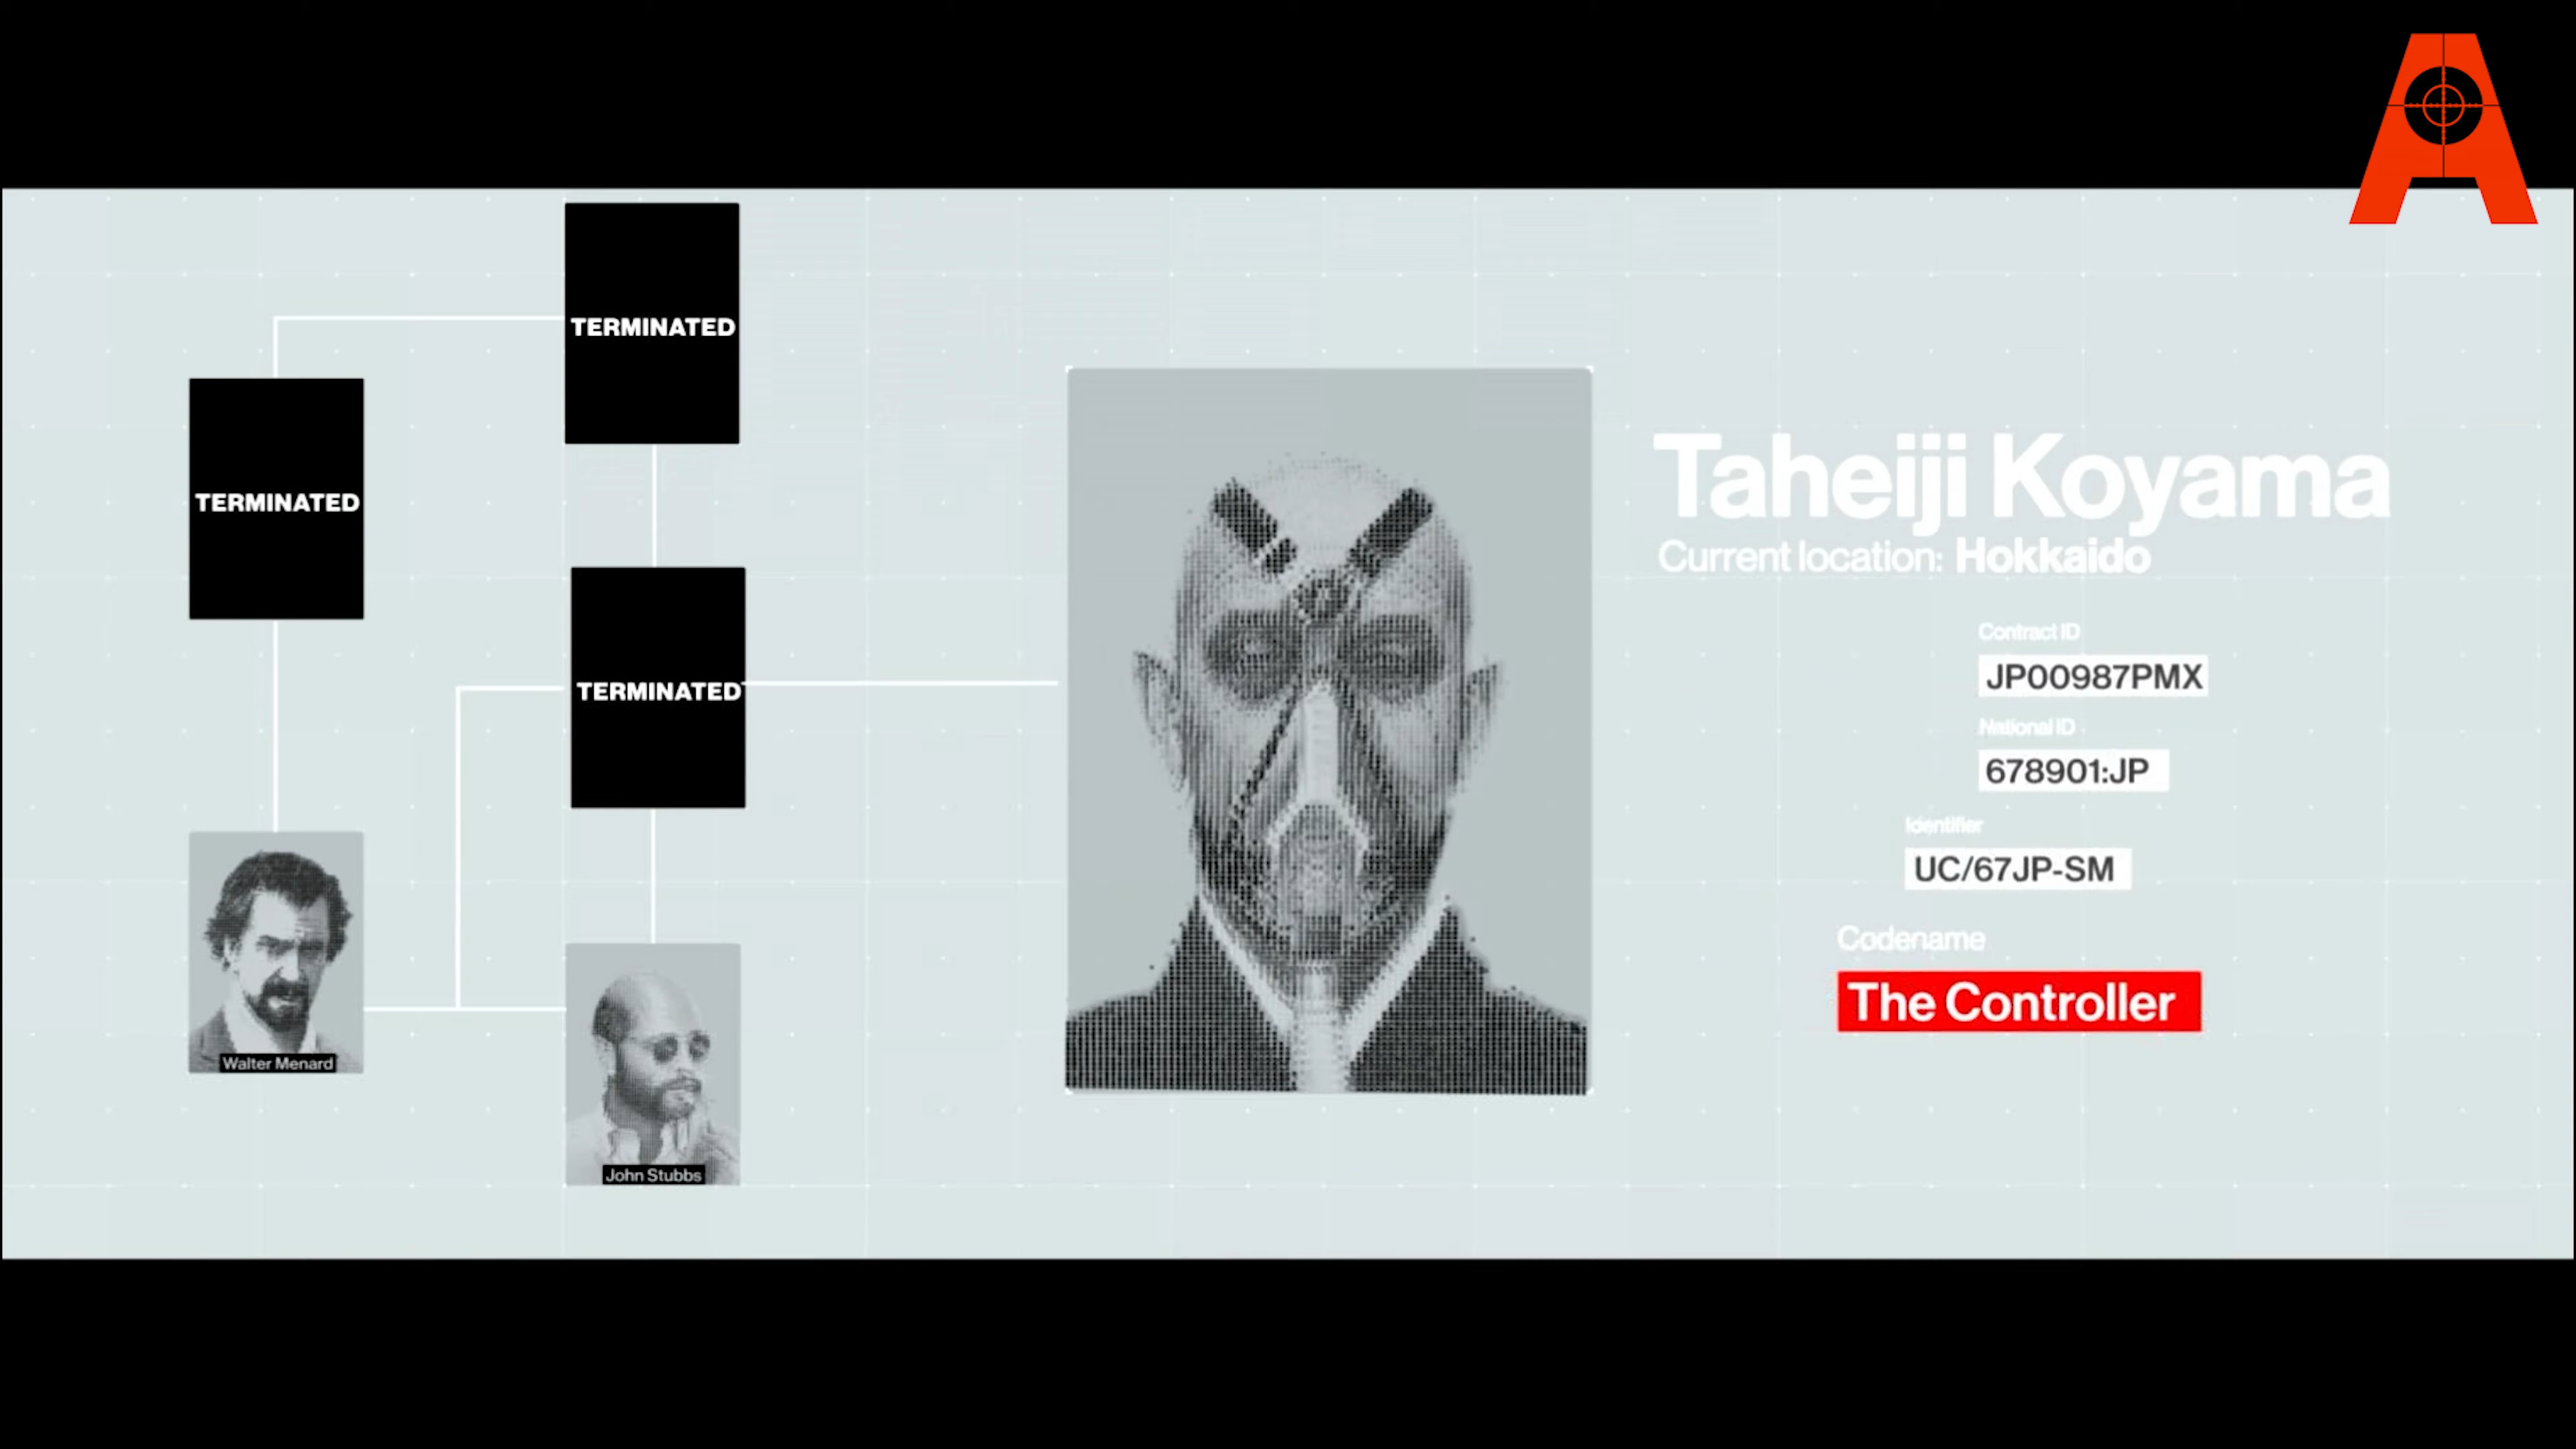 TERMINATED
TERMINATED
TERMINATED
Walter Menard
John Stubbs
Taheiji Koyama
Current location: Hokkaido
Contract ID
JP00987PMX
National ID
678901:JP
Identifier
UC/67JP-SM
Codename
The Controller
A